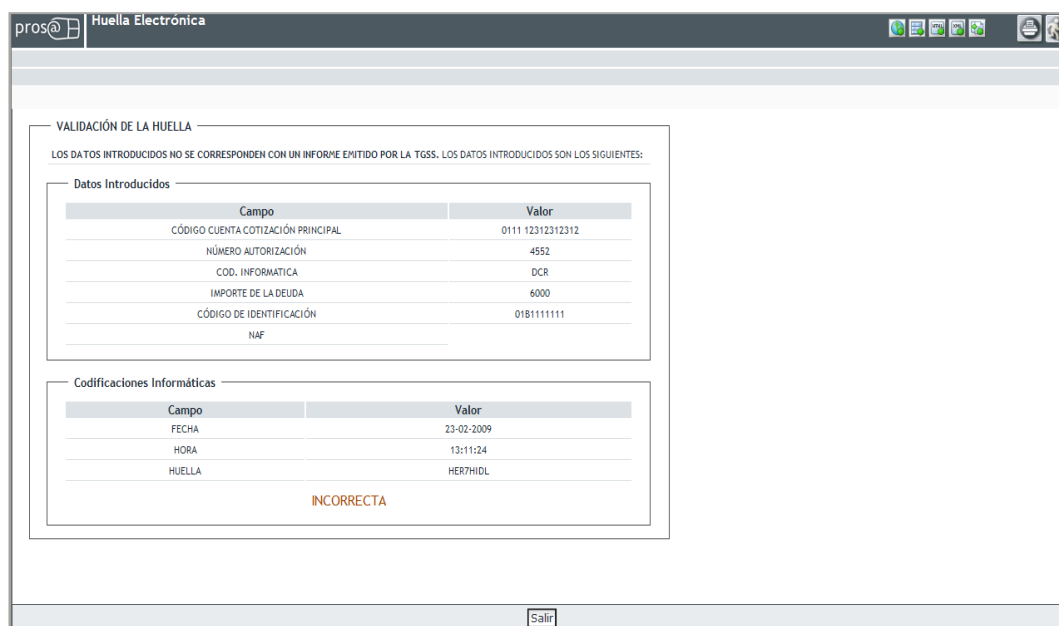 pros@ Huella Electrónica
HTML XML
VALIDACIÓN DE LA HUELLA
LOS DATOS INTRODUCIDOS NO SE CORRESPONDEN CON UN INFORME EMITIDO POR LA TGSS. LOS DATOS INTRODUCIDOS SON LOS SIGUIENTES:
Datos Introducidos
Campo Valor
CÓDIGO CUENTA COTIZACIÓN PRINCIPAL 0111 12312312312
NÚMERO AUTORIZACIÓN 4552
COD. INFORMATICA DCR
IMPORTE DE LA DEUDA 6000
CÓDIGO DE IDENTIFICACIÓN 01B1111111
NAF
Codificaciones Informáticas
Campo Valor
FECHA 23-02-2009
HORA 13:11:24
HUELLA HER7HIDL
INCORRECTA
Salir